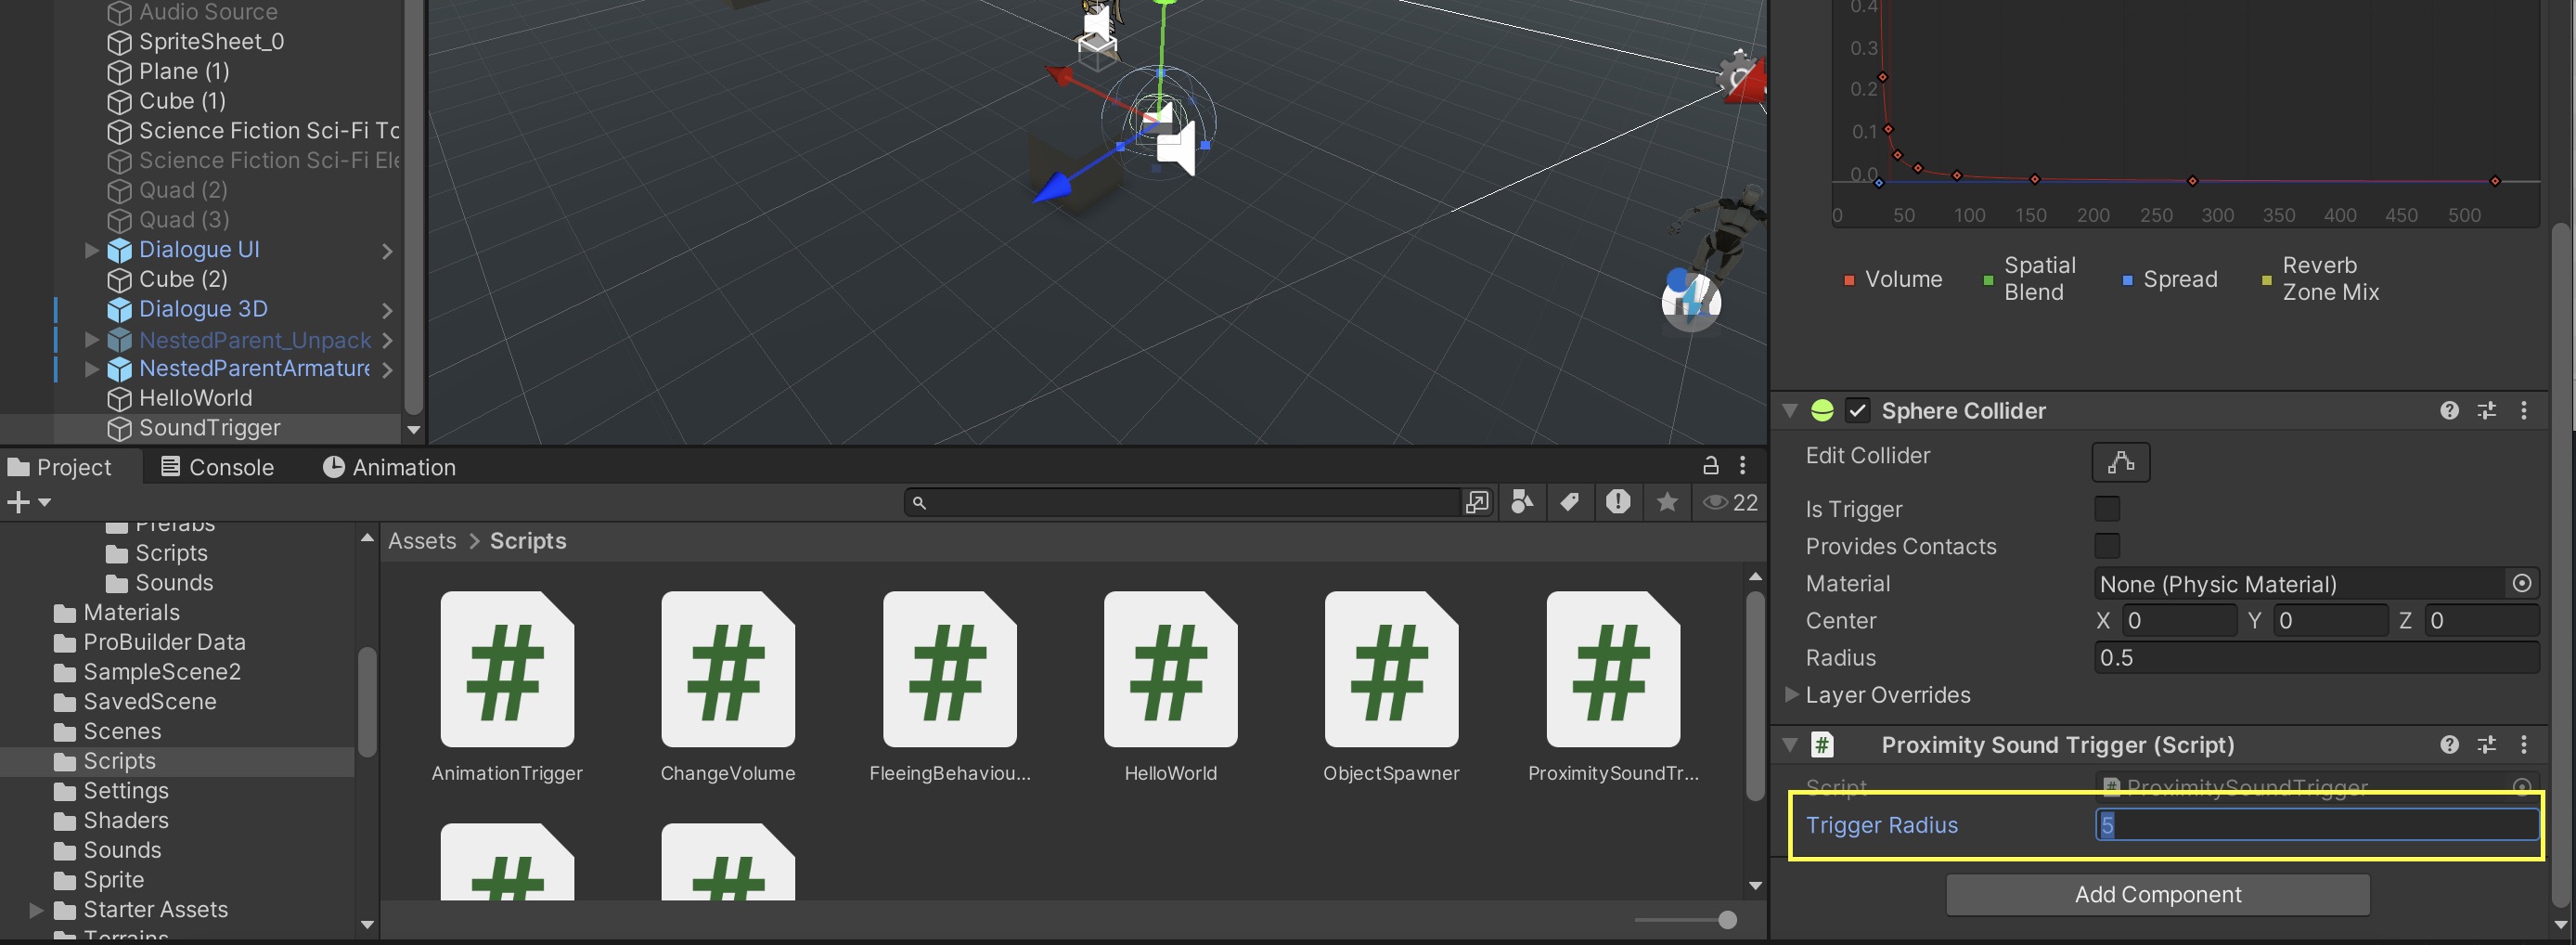 Audio Source
SpriteSheet_0
Plane (1)
Cube (1)
Science Fiction Sci-Fi To
Science Fiction Sci-Fi Ele
Quad (2)
Quad (3)
Dialogue UI
Cube (2)
Dialogue 3D
NestedParent_Unpack
NestedParentArmature
HelloWorld
SoundTrigger
Project
Console
Animation
22
Prefabs
Scripts
Sounds
Materials
ProBuilder Data
SampleScene2
SavedScene
Scenes
Scripts
Settings
Shaders
Sounds
Sprite
Starter Assets
Terrains
Assets > Scripts
AnimationTrigger
ChangeVolume
FleeingBehaviou...
HelloWorld
ObjectSpawner
ProximitySoundTr...
0.4
0.3
0.2
0.1
0.0
0 50 100 150 200 250 300 350 400 450 500
Volume
Spatial
Blend
Spread
Reverb
Zone Mix
Sphere Collider
Edit Collider
Is Trigger
Provides Contacts
Material None (Physic Material)
Center X 0 Y 0 Z 0
Radius 0.5
Layer Overrides
# Proximity Sound Trigger (Script)
Script # ProximitySoundTrigger
Trigger Radius 5
Add Component